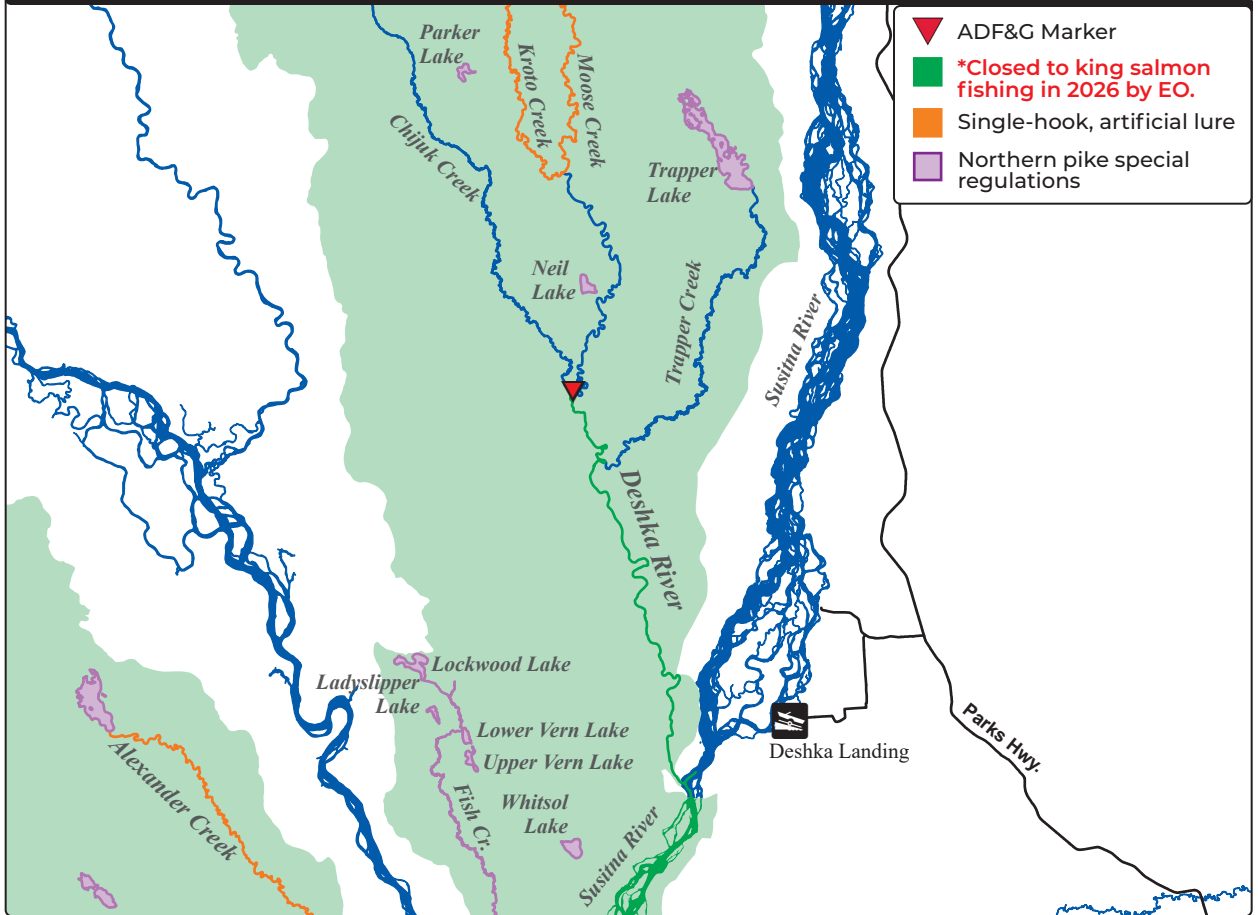 ADF&G Marker
*Closed to king salmon
fishing in 2026 by EO.
Single-hook, artificial lure
Northern pike special
regulations
Parker
Lake
Kroto Creek
Moose Creek
Chijuk Creek
Trapper
Lake
Neil
Lake
Trapper Creek
Susitna River
Deshka River
Lockwood Lake
Ladyslipper
Lake
Lower Vern Lake
Upper Vern Lake
Deshka Landing
Parks Hwy.
Alexander Creek
Fish Cr.
Whitsol
Lake
Susitna River